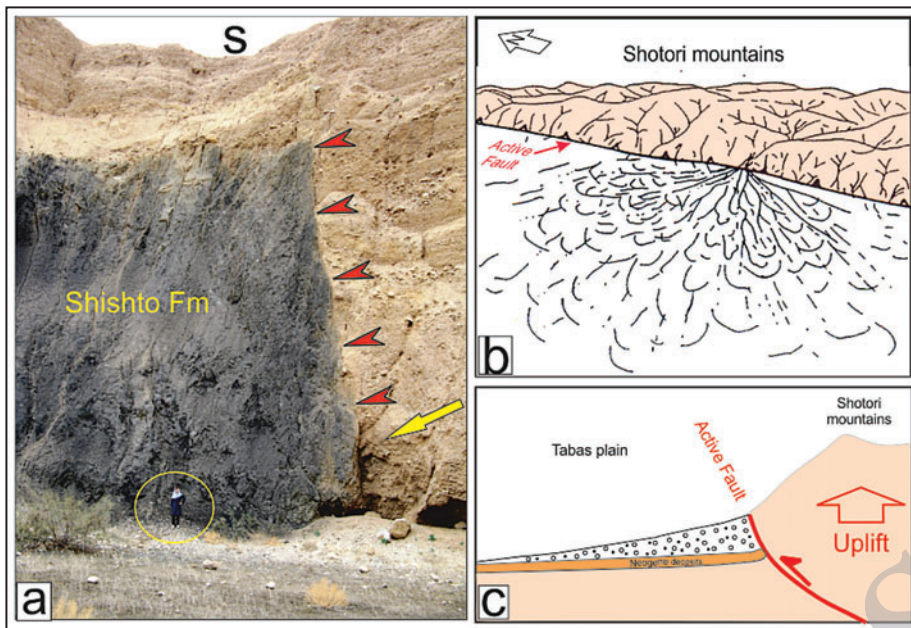 S
Shishto Fm
a
Shotori mountains
Active
Fault
b
Shotori
mountains
Tabas plain
Active Fault
Uplift
Neogene deposits
c